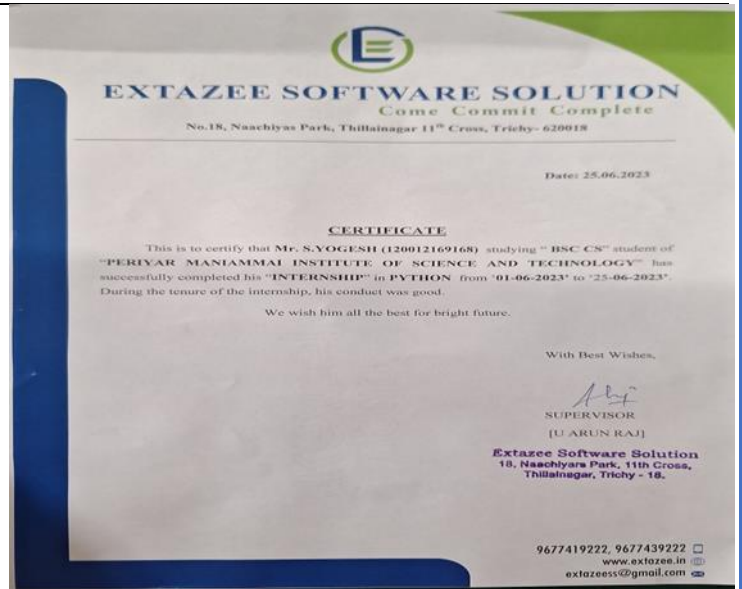 EXTAZEE SOFTWARE SOLUTION
Come Commit Complete
No.18, Naachiyas Park, Thillainagar 11th Cross, Trichy- 620018
Date: 25.06.2023
CERTIFICATE
This is to certify that Mr. S.YOGESH (120012169168) studying " BSC CS" student of
"PERIYAR MANIAMMAI INSTITUTE OF SCIENCE AND TECHNOLOGY" has
successfully completed his "INTERNSHIP" in PYTHON from '01-06-2023' to '25-06-2023'.
During the tenure of the internship, his conduct was good.
We wish him all the best for bright future.
With Best Wishes,
SUPERVISOR
[U ARUN RAJ]
Extazee Software Solution
18, Naachiyara Park, 11th Cross,
Thillainagar, Trichy - 18.
9677419222, 9677439222
www.extazee.in
extazeess@gmail.com